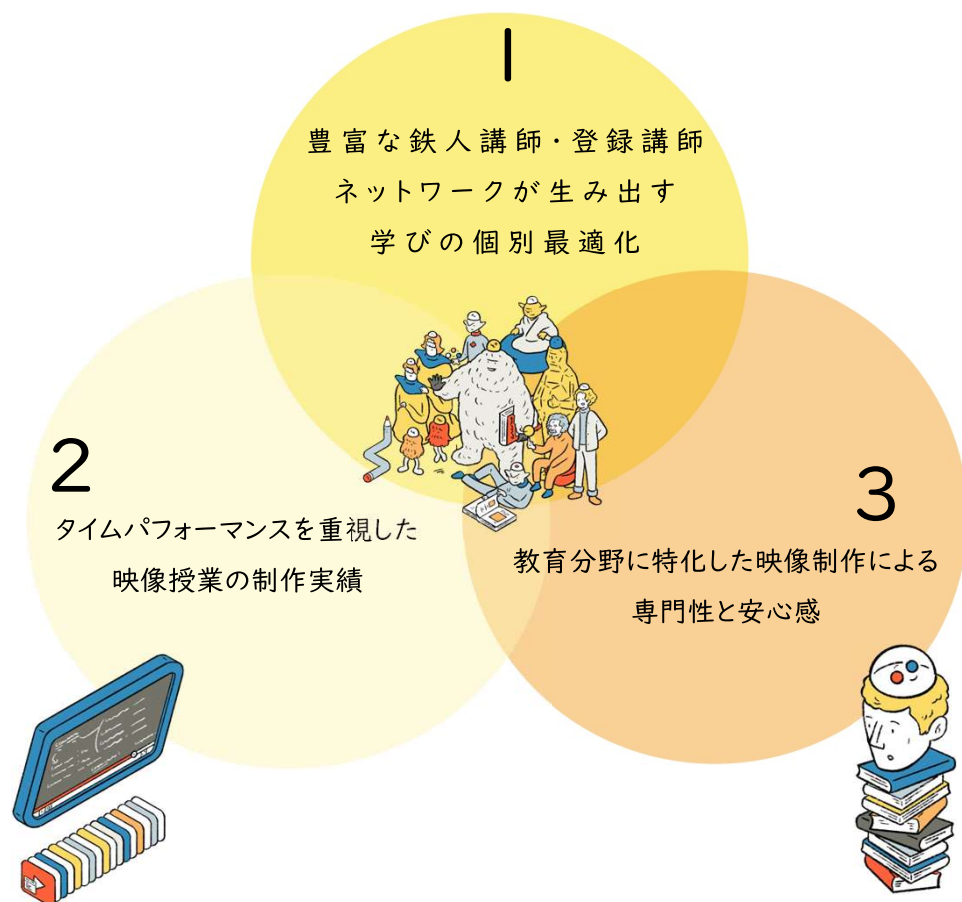 1
豊富な鉄人講師・登録講師
ネットワークが生み出す
学びの個別最適化
2
タイムパフォーマンスを重視した
映像授業の制作実績
3
教育分野に特化した映像制作による
専門性と安心感